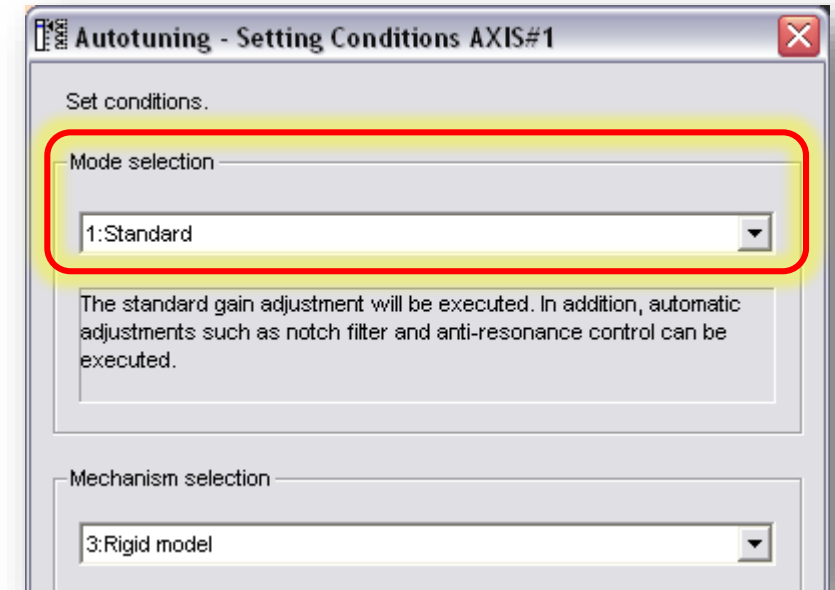 Autotuning - Setting Conditions AXIS#1
Set conditions.
Mode selection
1:Standard
The standard gain adjustment will be executed. In addition, automatic
adjustments such as notch filter and anti-resonance control can be
executed.
Mechanism selection
3:Rigid model